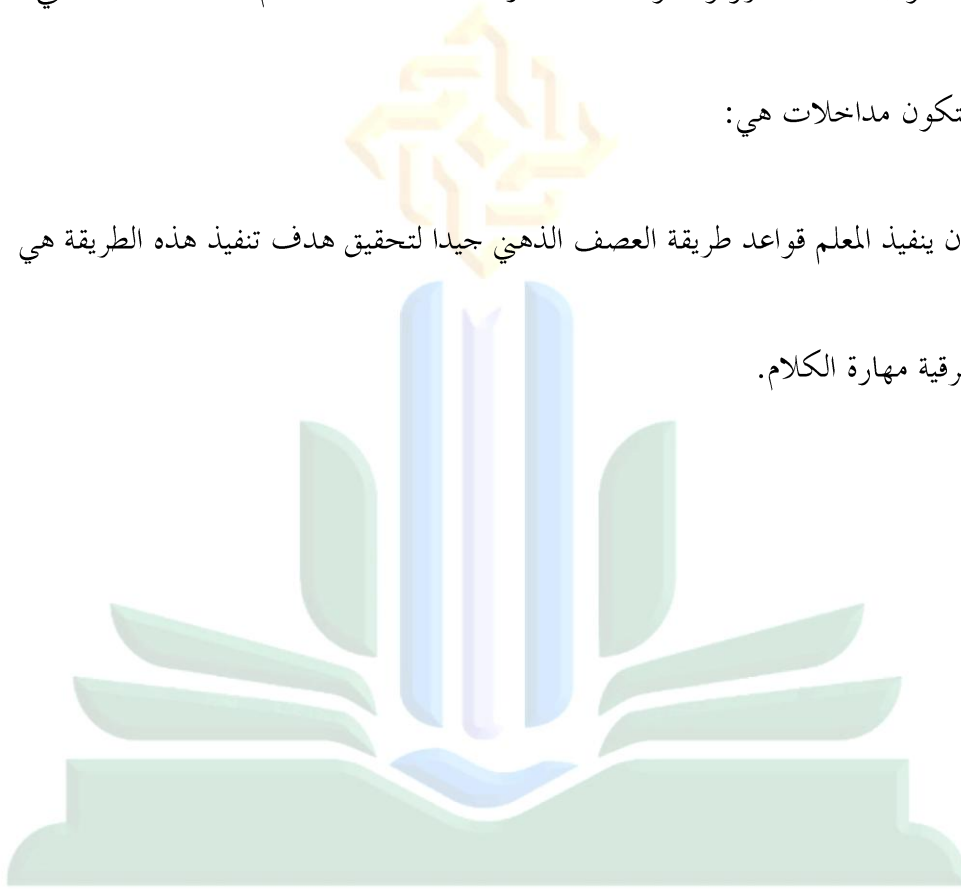 تكون مداخلات هي:
ن ينفيذ المعلم قواعد طريقة العصف الذهني جيدا لتحقيق هدف تنفيذ هذه الطريقة هي
رقية مهارة الكلام.